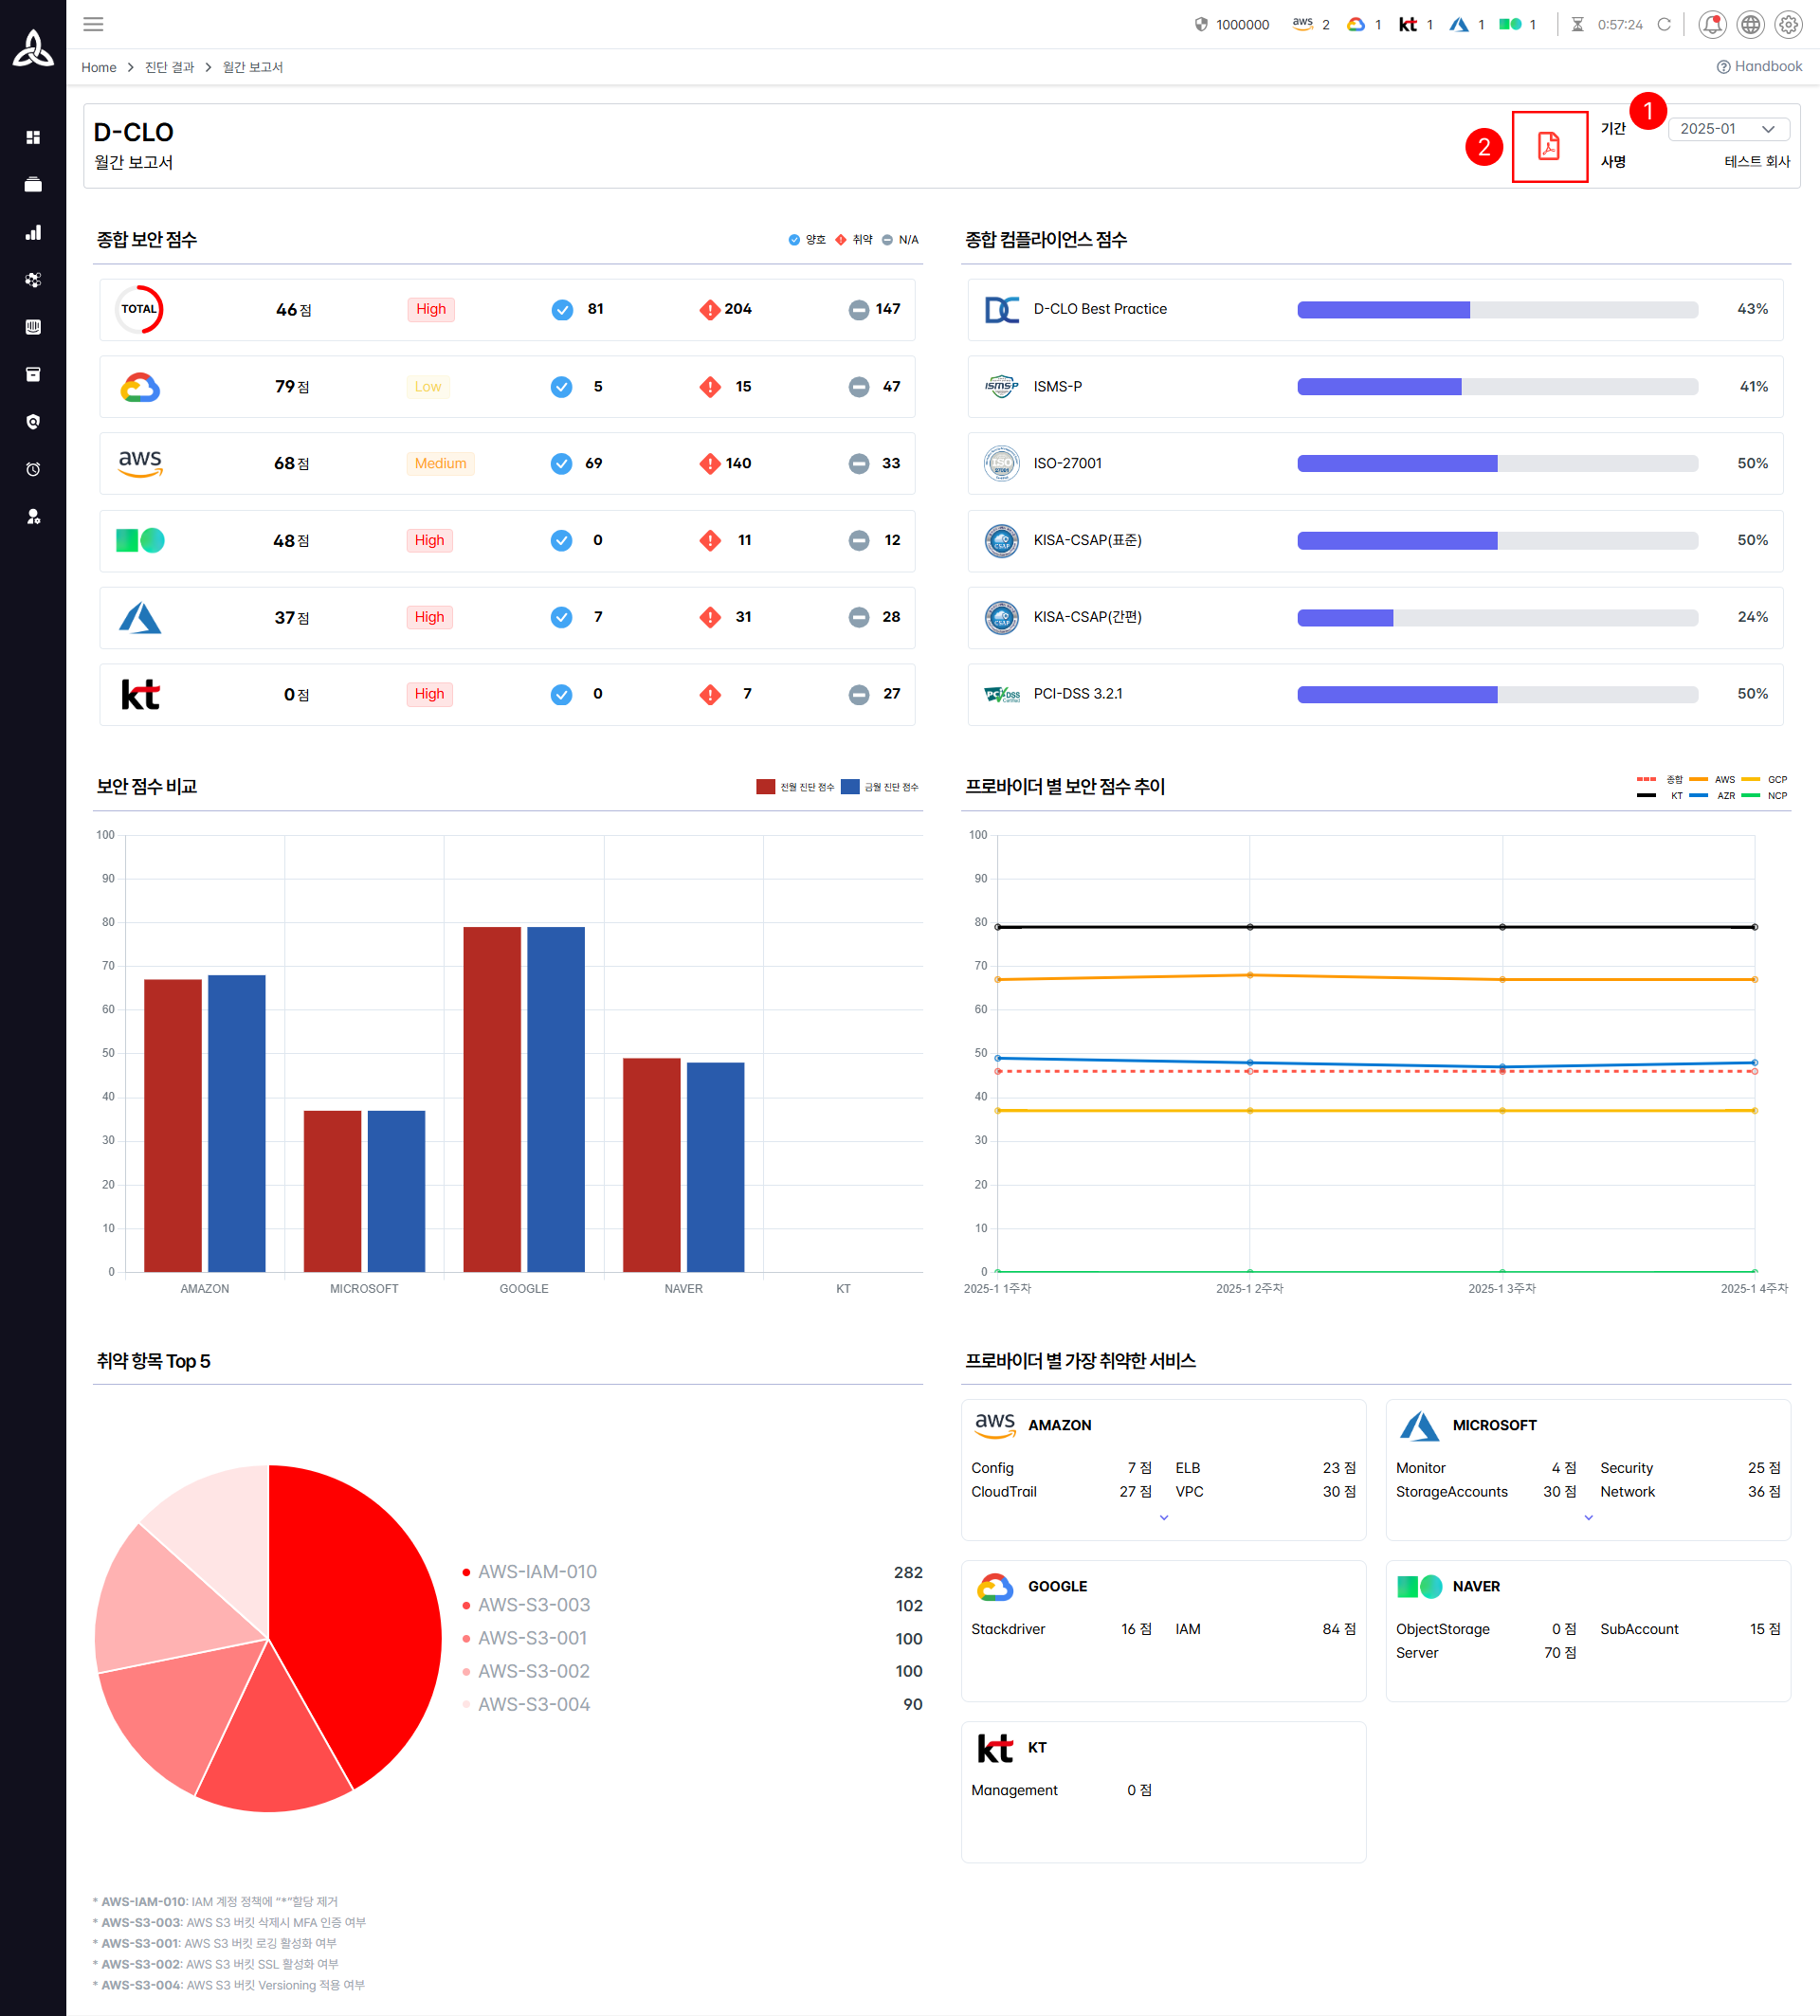 1000000 aws 2 1 kt 1 1 1 0:57:24
Home > 진단 결과 > 월간 보고서
Handbook
D-CLO
월간 보고서
2
1
기간 2025-01
사명 테스트 회사
종합 보안 점수
양호 취약 N/A
TOTAL 46점 High 81 204 147
79점 Low 5 15 47
aws 68점 Medium 69 140 33
48점 High 0 11 12
37점 High 7 31 28
kt 0점 High 0 7 27
종합 컴플라이언스 점수
D-CLO Best Practice 43%
ISMS-P ISMS-P 41%
ISO 27001 ISO-27001 50%
CSAP KISA-CSAP(표준) 50%
CSAP KISA-CSAP(간편) 24%
PCI DSS PCI-DSS 3.2.1 50%
보안 점수 비교
전월 진단 점수 금월 진단 점수
100
90
80
70
60
50
40
30
20
10
0
AMAZON MICROSOFT GOOGLE NAVER KT
프로바이더 별 보안 점수 추이
종합 AWS GCP
KT AZR NCP
100
90
80
70
60
50
40
30
20
10
0
2025-1 1주차 2025-1 2주차 2025-1 3주차 2025-1 4주차
취약 항목 Top 5
AWS-IAM-010 282
AWS-S3-003 102
AWS-S3-001 100
AWS-S3-002 100
AWS-S3-004 90
* AWS-IAM-010: IAM 계정 정책에 "*"할당 제거
* AWS-S3-003: AWS S3 버킷 삭제시 MFA 인증 여부
* AWS-S3-001: AWS S3 버킷 로깅 활성화 여부
* AWS-S3-002: AWS S3 버킷 SSL 활성화 여부
* AWS-S3-004: AWS S3 버킷 Versioning 적용 여부
프로바이더 별 가장 취약한 서비스
aws AMAZON
Config 7 점 ELB 23 점
CloudTrail 27 점 VPC 30 점
MICROSOFT
Monitor 4 점 Security 25 점
StorageAccounts 30 점 Network 36 점
GOOGLE
Stackdriver 16 점 IAM 84 점
NAVER
ObjectStorage 0 점 SubAccount 15 점
Server 70 점
kt KT
Management 0 점